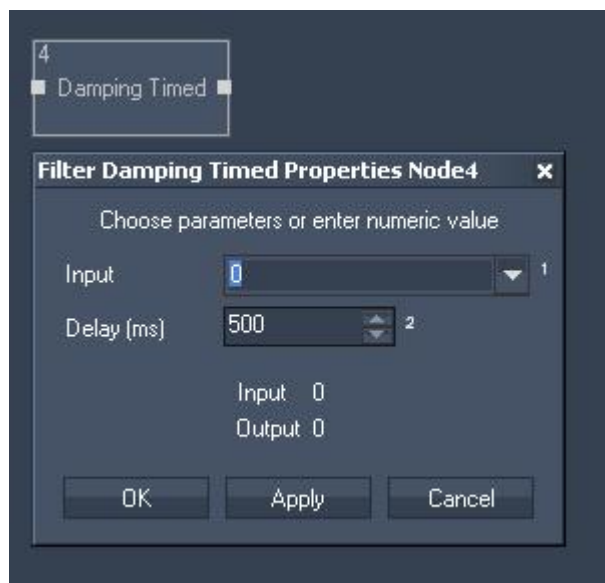 4
Damping Timed
Filter Damping Timed Properties Node4 x
Choose parameters or enter numeric value
Input 0 1
Delay (ms) 500 2
Input 0
Output 0
OK Apply Cancel